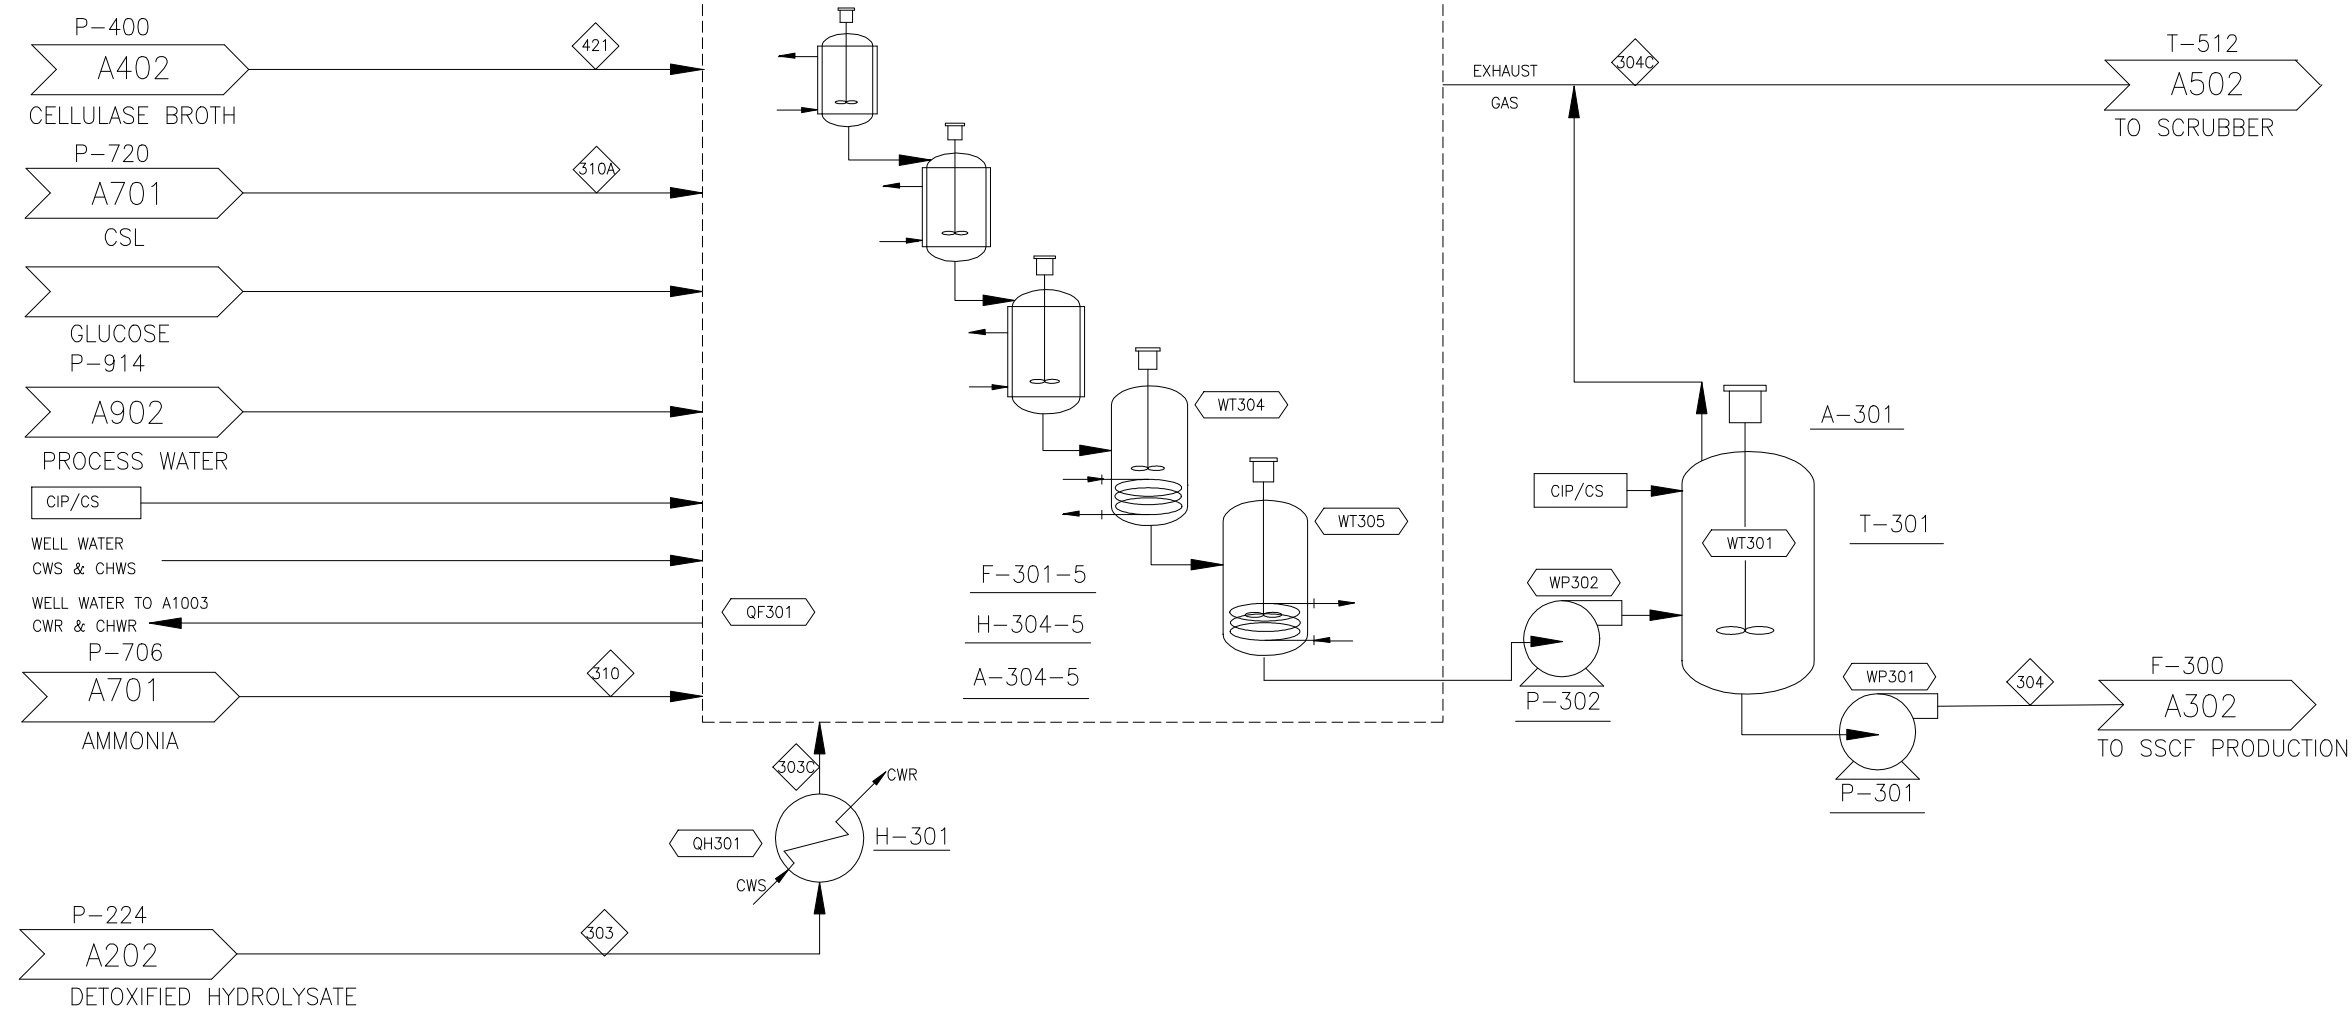 P-400
A402
CELLULASE BROTH
421
P-720
A701
CSL
310A
GLUCOSE
P-914
A902
PROCESS WATER
CIP/CS
WELL WATER
CWS & CHWS
WELL WATER TO A1003
CWR & CHWR
P-706
A701
AMMONIA
310
QF301
WT304
WT305
F-301-5
H-304-5
A-304-5
303C
CWR
QH301
H-301
CWS
P-224
A202
DETOXIFIED HYDROLYSATE
303
EXHAUST
GAS
304C
T-512
A502
TO SCRUBBER
A-301
CIP/CS
T-301
WT301
WP302
P-302
WP301
P-301
304
F-300
A302
TO SSCF PRODUCTION